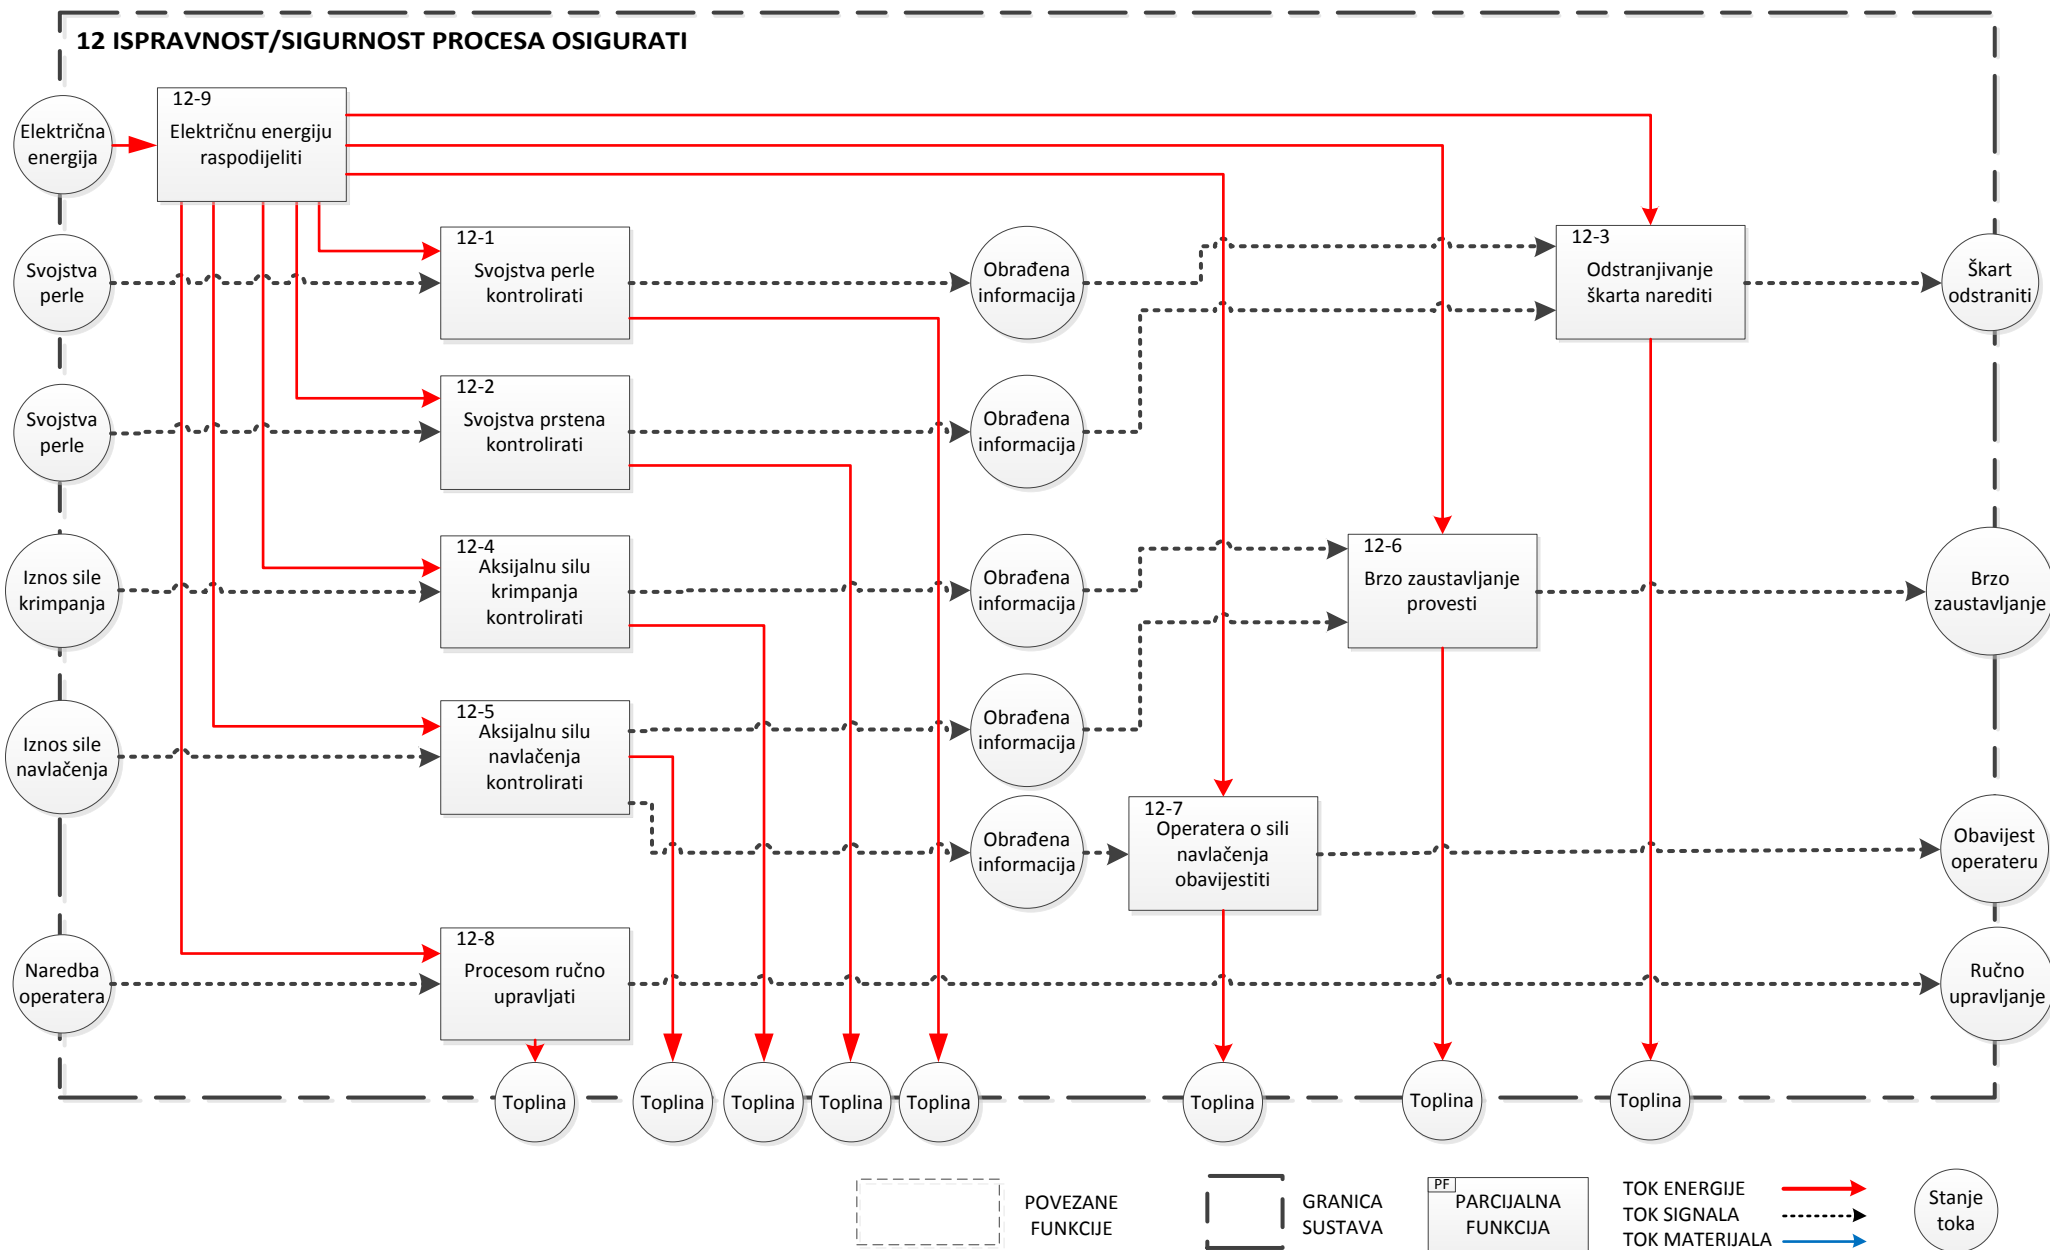 12 ISPRAVNOST/SIGURNOST PROCESA OSIGURATI
Električna
energija
12-9
Električnu energiju
raspodijeliti
Svojstva
perle
12-1
Svojstva perle
kontrolirati
Obrađena
informacija
12-3
Odstranjivanje
škarta narediti
Škart
odstraniti
Svojstva
perle
12-2
Svojstva prstena
kontrolirati
Obrađena
informacija
Iznos sile
krimpanja
12-4
Aksijalnu silu
krimpanja
kontrolirati
Obrađena
informacija
12-6
Brzo zaustavljanje
provesti
Brzo
zaustavljanje
Iznos sile
navlačenja
12-5
Aksijalnu silu
navlačenja
kontrolirati
Obrađena
informacija
Obrađena
informacija
12-7
Operatera o sili
navlačenja
obavijestiti
Obavijest
operateru
Naredba
operatera
12-8
Procesom ručno
upravljati
Ručno
upravljanje
Toplina
Toplina
Toplina
Toplina
Toplina
Toplina
Toplina
Toplina
POVEZANE
FUNKCIJE
GRANICA
SUSTAVA
PF
PARCIJALNA
FUNKCIJA
TOK ENERGIJE
TOK SIGNALA
TOK MATERIJALA
Stanje
toka